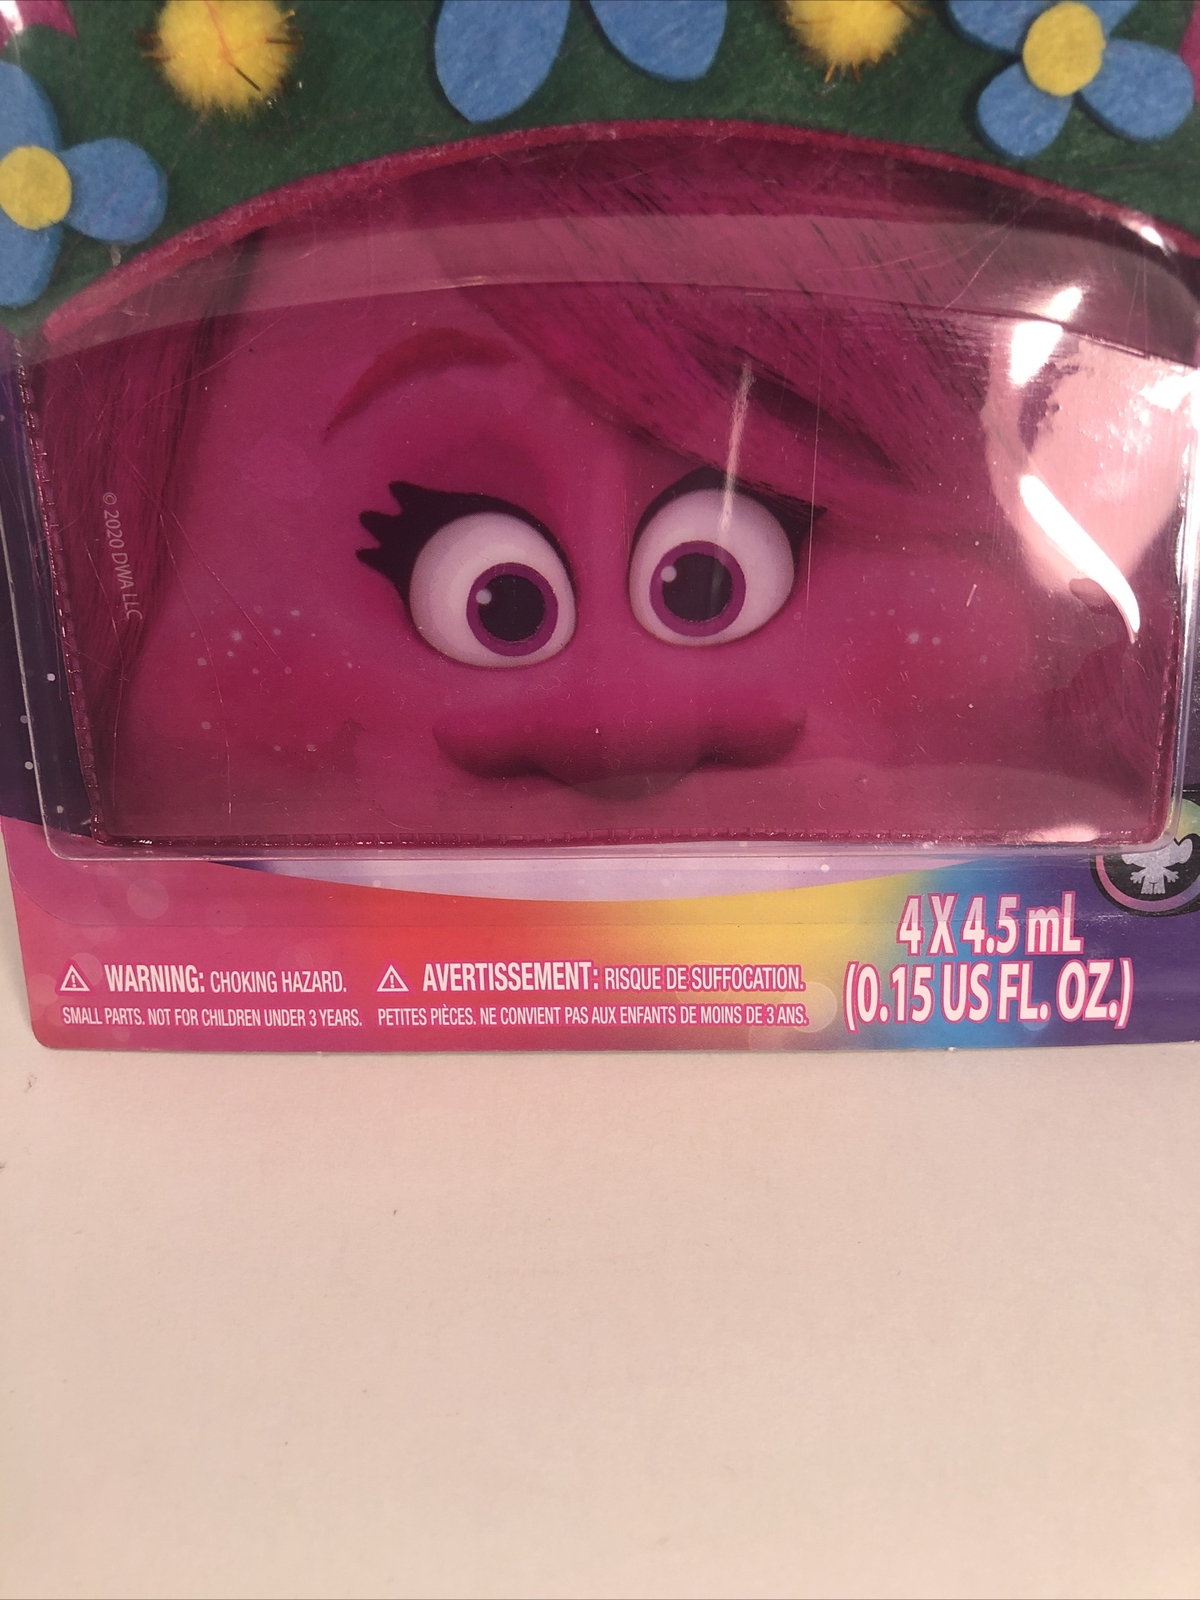 © 2020 DWA LLC
⚠ WARNING: CHOKING HAZARD.
SMALL PARTS. NOT FOR CHILDREN UNDER 3 YEARS.
⚠ AVERTISSEMENT: RISQUE DE SUFFOCATION.
PETITES PIÈCES. NE CONVIENT PAS AUX ENFANTS DE MOINS DE 3 ANS.
4 X 4.5 mL
(0.15 US FL. OZ.)